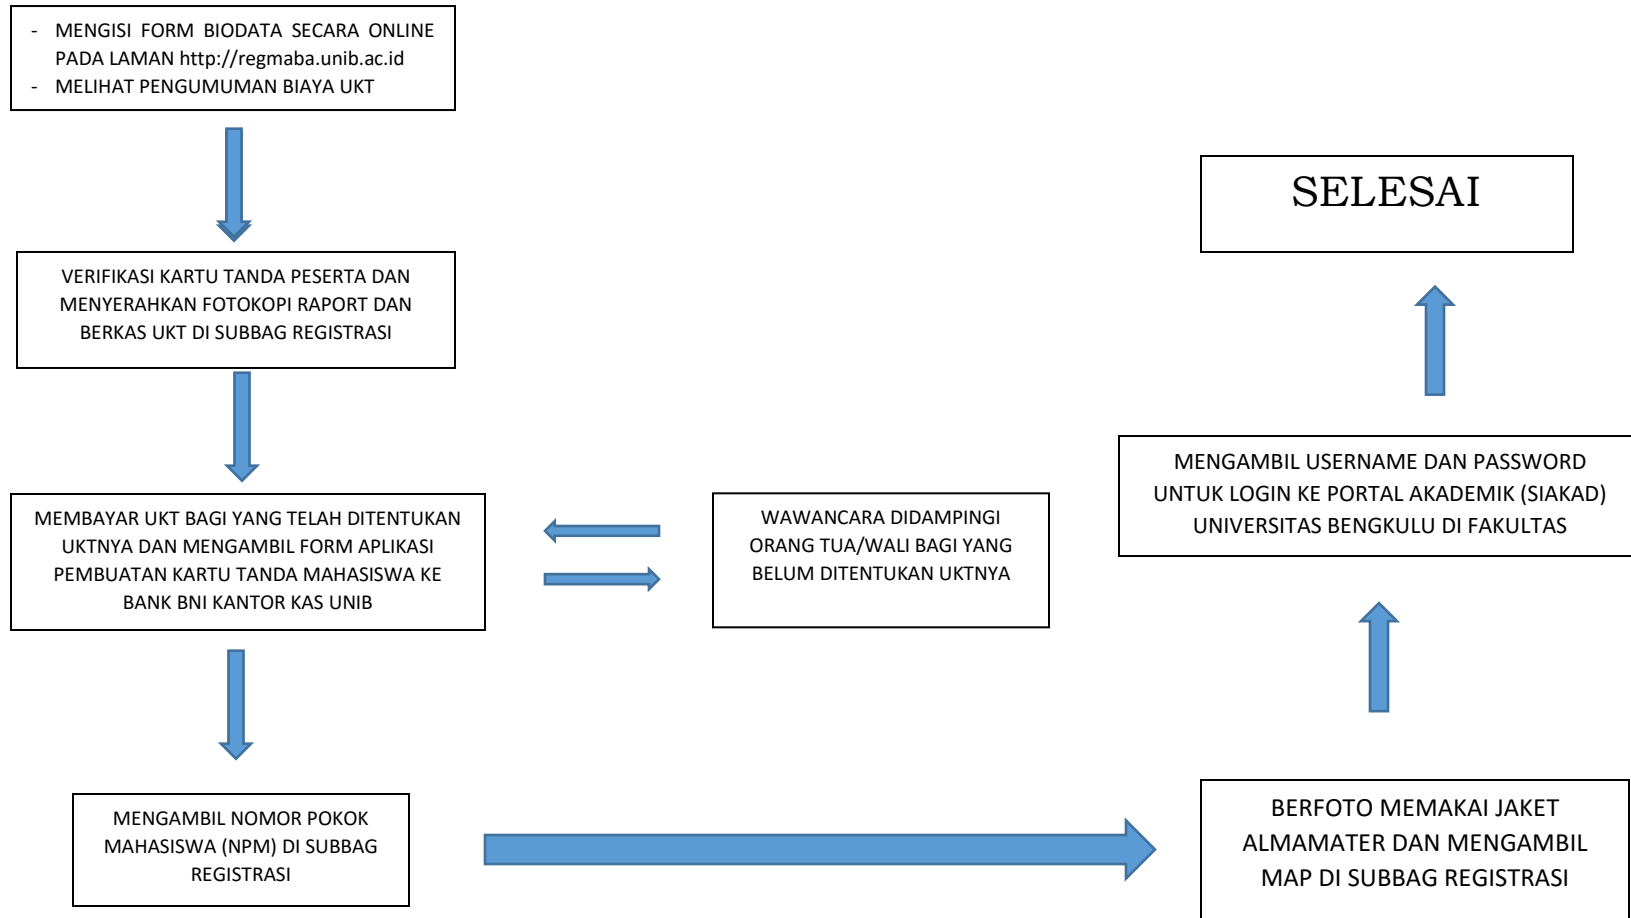 - MENGISI FORM BIODATA SECARA ONLINE
PADA LAMAN http://regmaba.unib.ac.id
- MELIHAT PENGUMUMAN BIAYA UKT
VERIFIKASI KARTU TANDA PESERTA DAN
MENYERAHKAN FOTOKOPI RAPORT DAN
BERKAS UKT DI SUBBAG REGISTRASI
MEMBAYAR UKT BAGI YANG TELAH DITENTUKAN
UKTNYA DAN MENGAMBIL FORM APLIKASI
PEMBUATAN KARTU TANDA MAHASISWA KE
BANK BNI KANTOR KAS UNIB
WAWANCARA DIDAMPINGI
ORANG TUA/WALI BAGI YANG
BELUM DITENTUKAN UKTNYA
MENGAMBIL NOMOR POKOK
MAHASISWA (NPM) DI SUBBAG
REGISTRASI
BERFOTO MEMAKAI JAKET
ALMAMATER DAN MENGAMBIL
MAP DI SUBBAG REGISTRASI
MENGAMBIL USERNAME DAN PASSWORD
UNTUK LOGIN KE PORTAL AKADEMIK (SIAKAD)
UNIVERSITAS BENGKULU DI FAKULTAS
SELESAI